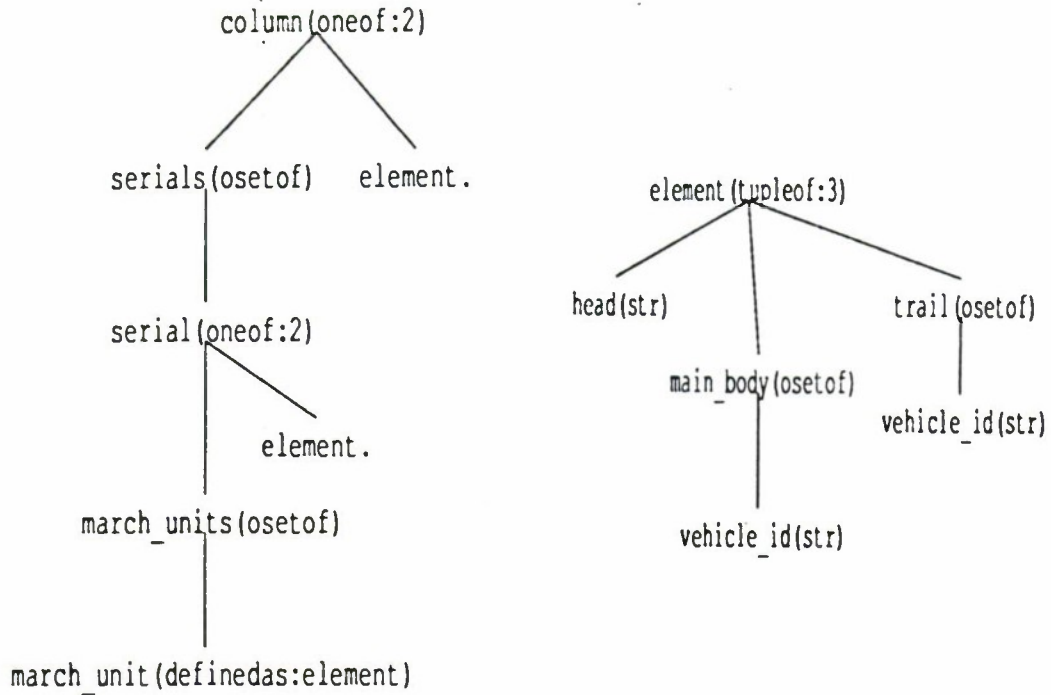 column(oneof:2)
serials(osetof)
element.
serial(oneof:2)
element.
march_units(osetof)
march_unit(definedas:element)
element(tupleof:3)
head(str)
trail(osetof)
main_body(osetof)
vehicle_id(str)
vehicle_id(str)